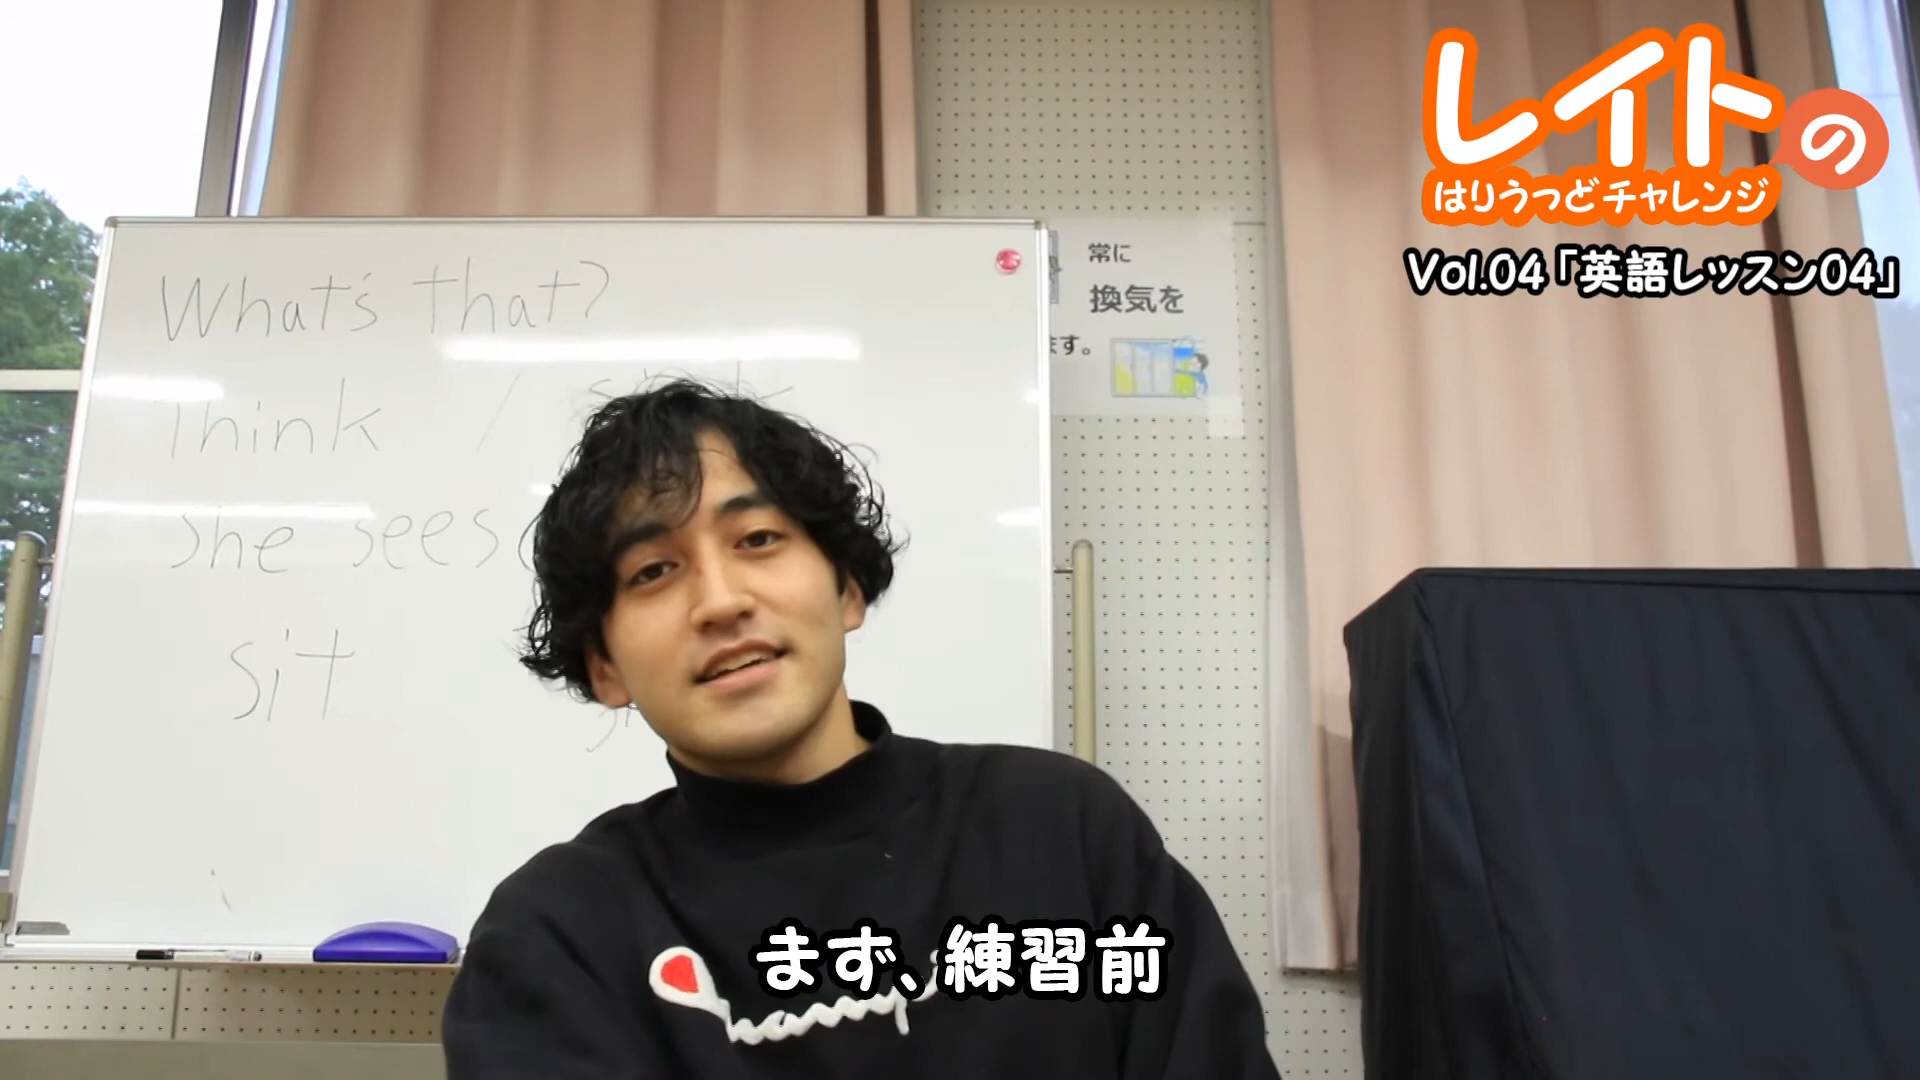 レイトの
はりうっどチャレンジ
Vol.04「英語レッスン04」
常に
換気を
ます。
What's that?
Think /
She sees
sit
まず、練習前